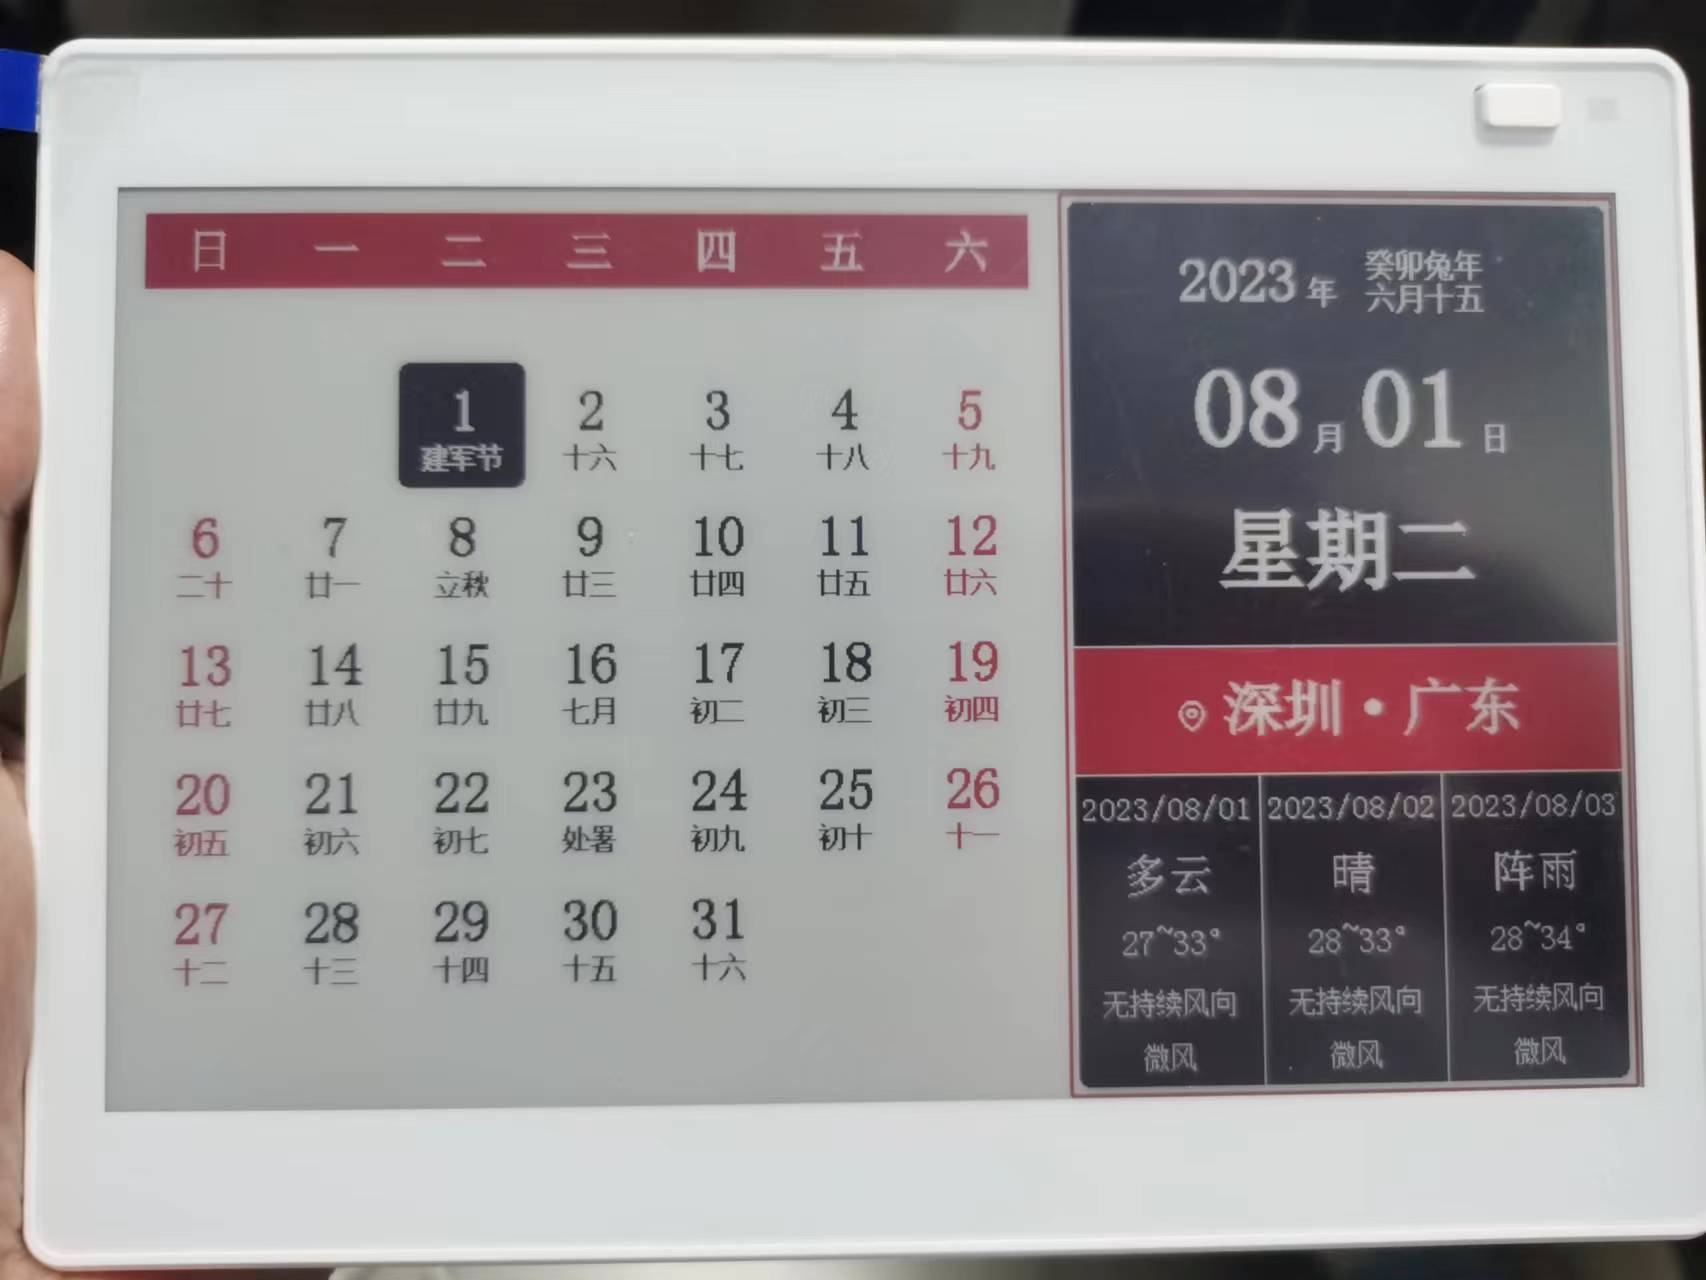 日 一 二 三 四 五 六
1 2 3 4 5
建军节 十六 十七 十八 十九
6 7 8 9 10 11 12
二十 廿一 立秋 廿三 廿四 廿五 廿六
13 14 15 16 17 18 19
廿七 廿八 廿九 七月 初二 初三 初四
20 21 22 23 24 25 26
初五 初六 初七 处暑 初九 初十 十一
27 28 29 30 31
十二 十三 十四 十五 十六
2023年 癸卯兔年
六月十五
08月01日
星期二
深圳·广东
2023/08/01 2023/08/02 2023/08/03
多云 晴 阵雨
27~33° 28~33° 28~34°
无持续风向 无持续风向 无持续风向
微风 微风 微风